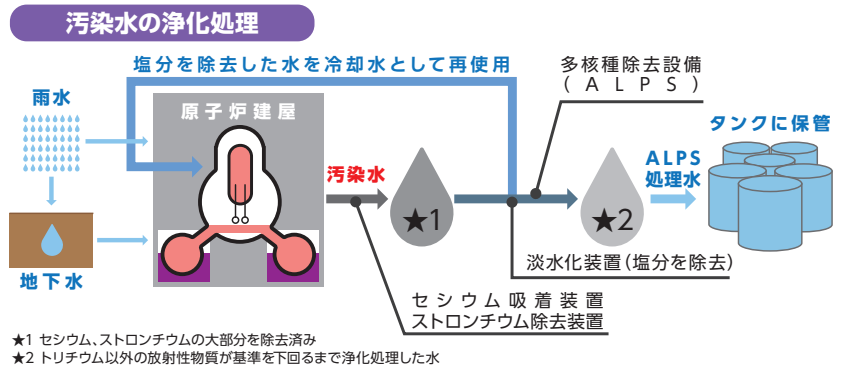 汚染水の浄化処理
塩分を除去した水を冷却水として再使用
多核種除去設備
(ALPS)
雨水
原子炉建屋
タンクに保管
汚染水
ALPS
処理水
★1
★2
地下水
淡水化装置(塩分を除去)
セシウム吸着装置
ストロンチウム除去装置
★1 セシウム、ストロンチウムの大部分を除去済み
★2 トリチウム以外の放射性物質が基準を下回るまで浄化処理した水